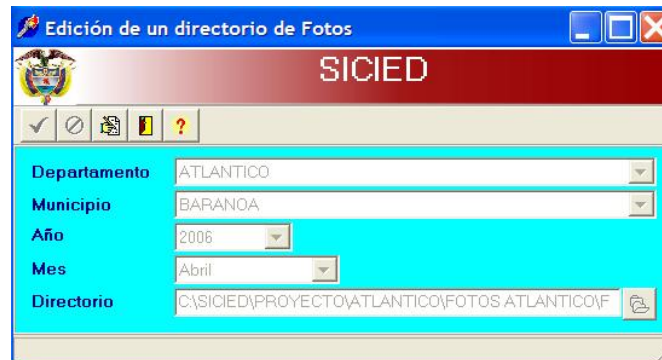 Edición de un directorio de Fotos
SICIED
?
Departamento ATLANTICO
Municipio BARANOA
Año 2006
Mes Abril
Directorio C:\SICIED\PROYECTO\ATLANTICO\FOTOS ATLANTICO\F